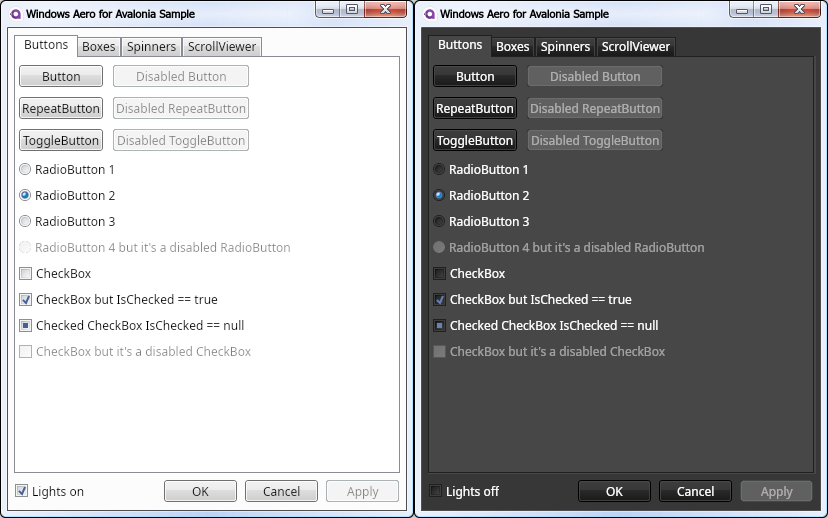 Windows Aero for Avalonia Sample
Buttons Boxes Spinners ScrollViewer
Button Disabled Button
RepeatButton Disabled RepeatButton
ToggleButton Disabled ToggleButton
RadioButton 1
RadioButton 2
RadioButton 3
RadioButton 4 but it's a disabled RadioButton
CheckBox
CheckBox but IsChecked == true
Checked CheckBox IsChecked == null
CheckBox but it's a disabled CheckBox
Lights on OK Cancel Apply
Windows Aero for Avalonia Sample
Buttons Boxes Spinners ScrollViewer
Button Disabled Button
RepeatButton Disabled RepeatButton
ToggleButton Disabled ToggleButton
RadioButton 1
RadioButton 2
RadioButton 3
RadioButton 4 but it's a disabled RadioButton
CheckBox
CheckBox but IsChecked == true
Checked CheckBox IsChecked == null
CheckBox but it's a disabled CheckBox
Lights off OK Cancel Apply